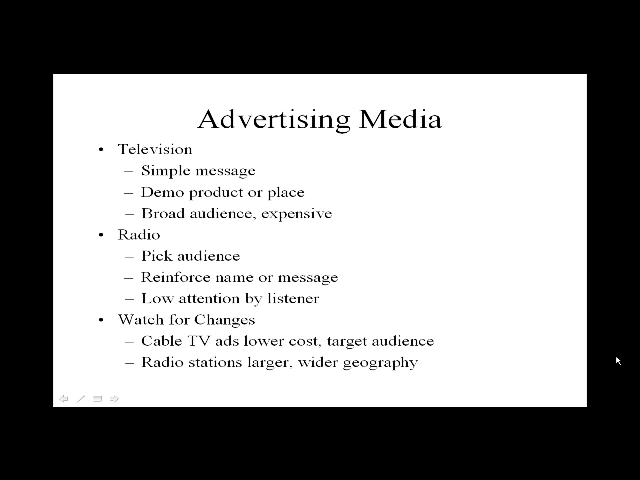 Advertising Media
• Television
– Simple message
– Demo product or place
– Broad audience, expensive
• Radio
– Pick audience
– Reinforce name or message
– Low attention by listener
• Watch for Changes
– Cable TV ads lower cost, target audience
– Radio stations larger, wider geography